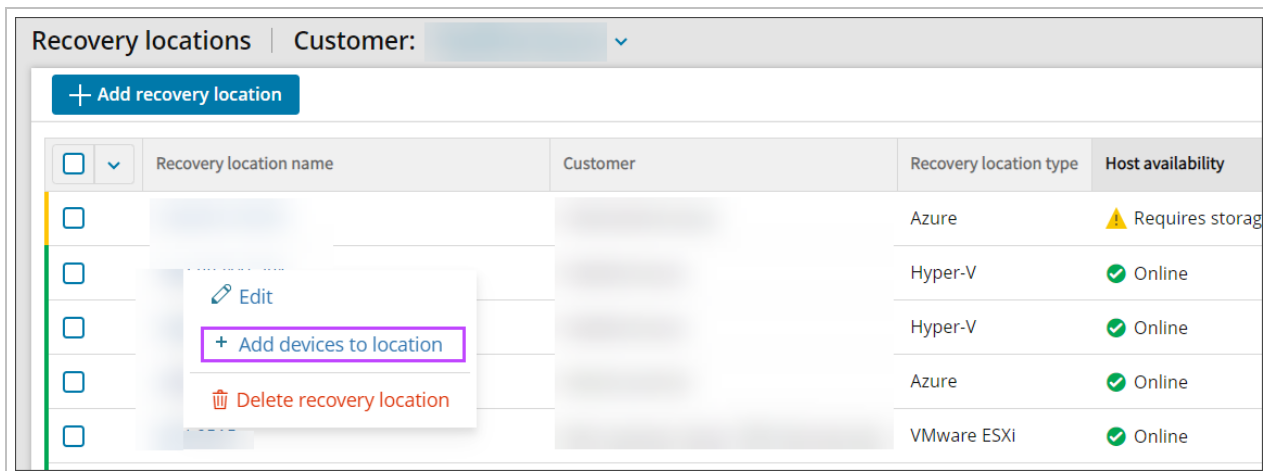 Recovery locations | Customer:
+ Add recovery location
Recovery location name Customer Recovery location type Host availability
Azure Requires storag
Hyper-V Online
Edit
Hyper-V Online
+ Add devices to location
Azure Online
Delete recovery location
VMware ESXi Online